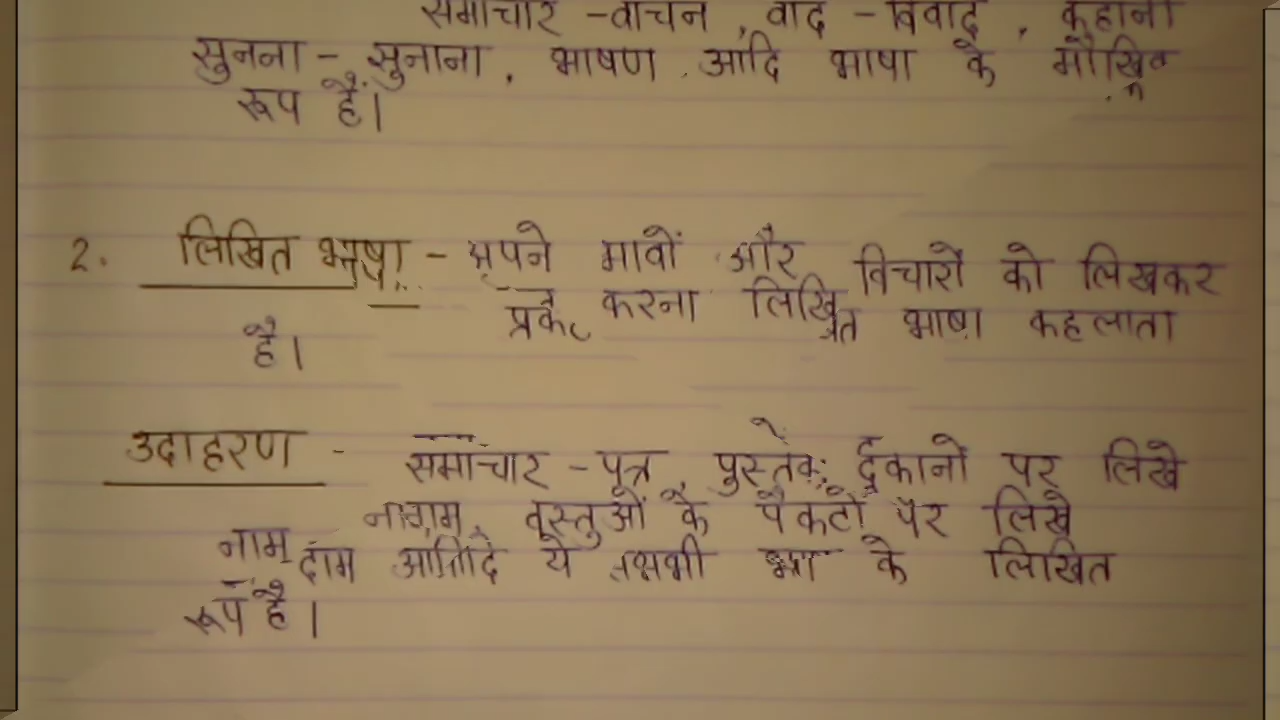 समाचार - वाचन , वाद - विवाद , कहानी
सुनना - सुनाना , भाषण , आदि भाषा के मौखिक
रूप हैं।
2. लिखित भाषा - अपने भावों और विचारों को लिखकर
करना लिखित भाषा कहलाता
है।
उदाहरण - समाचार - पत्र पुस्तकें दुकानों पर लिखे
वस्तुओं के पैकटों पर लिखे
नाम दाम आदि ये सभी के लिखित
रूप है।